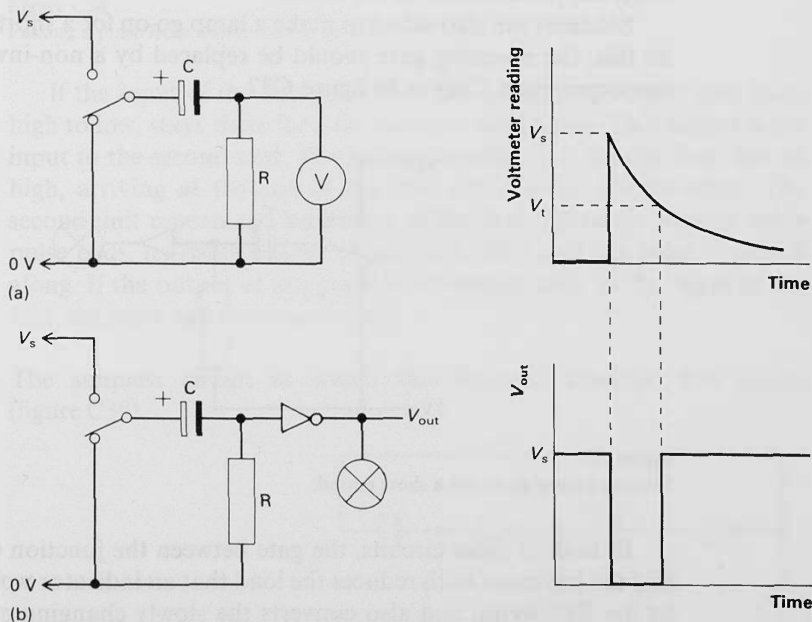 Vs
+
C
R
V
0 V
(a)
Voltmeter reading
Vs
Vt
Time
Vs
+
C
Vout
R
0 V
(b)
Vout
Vs
Time